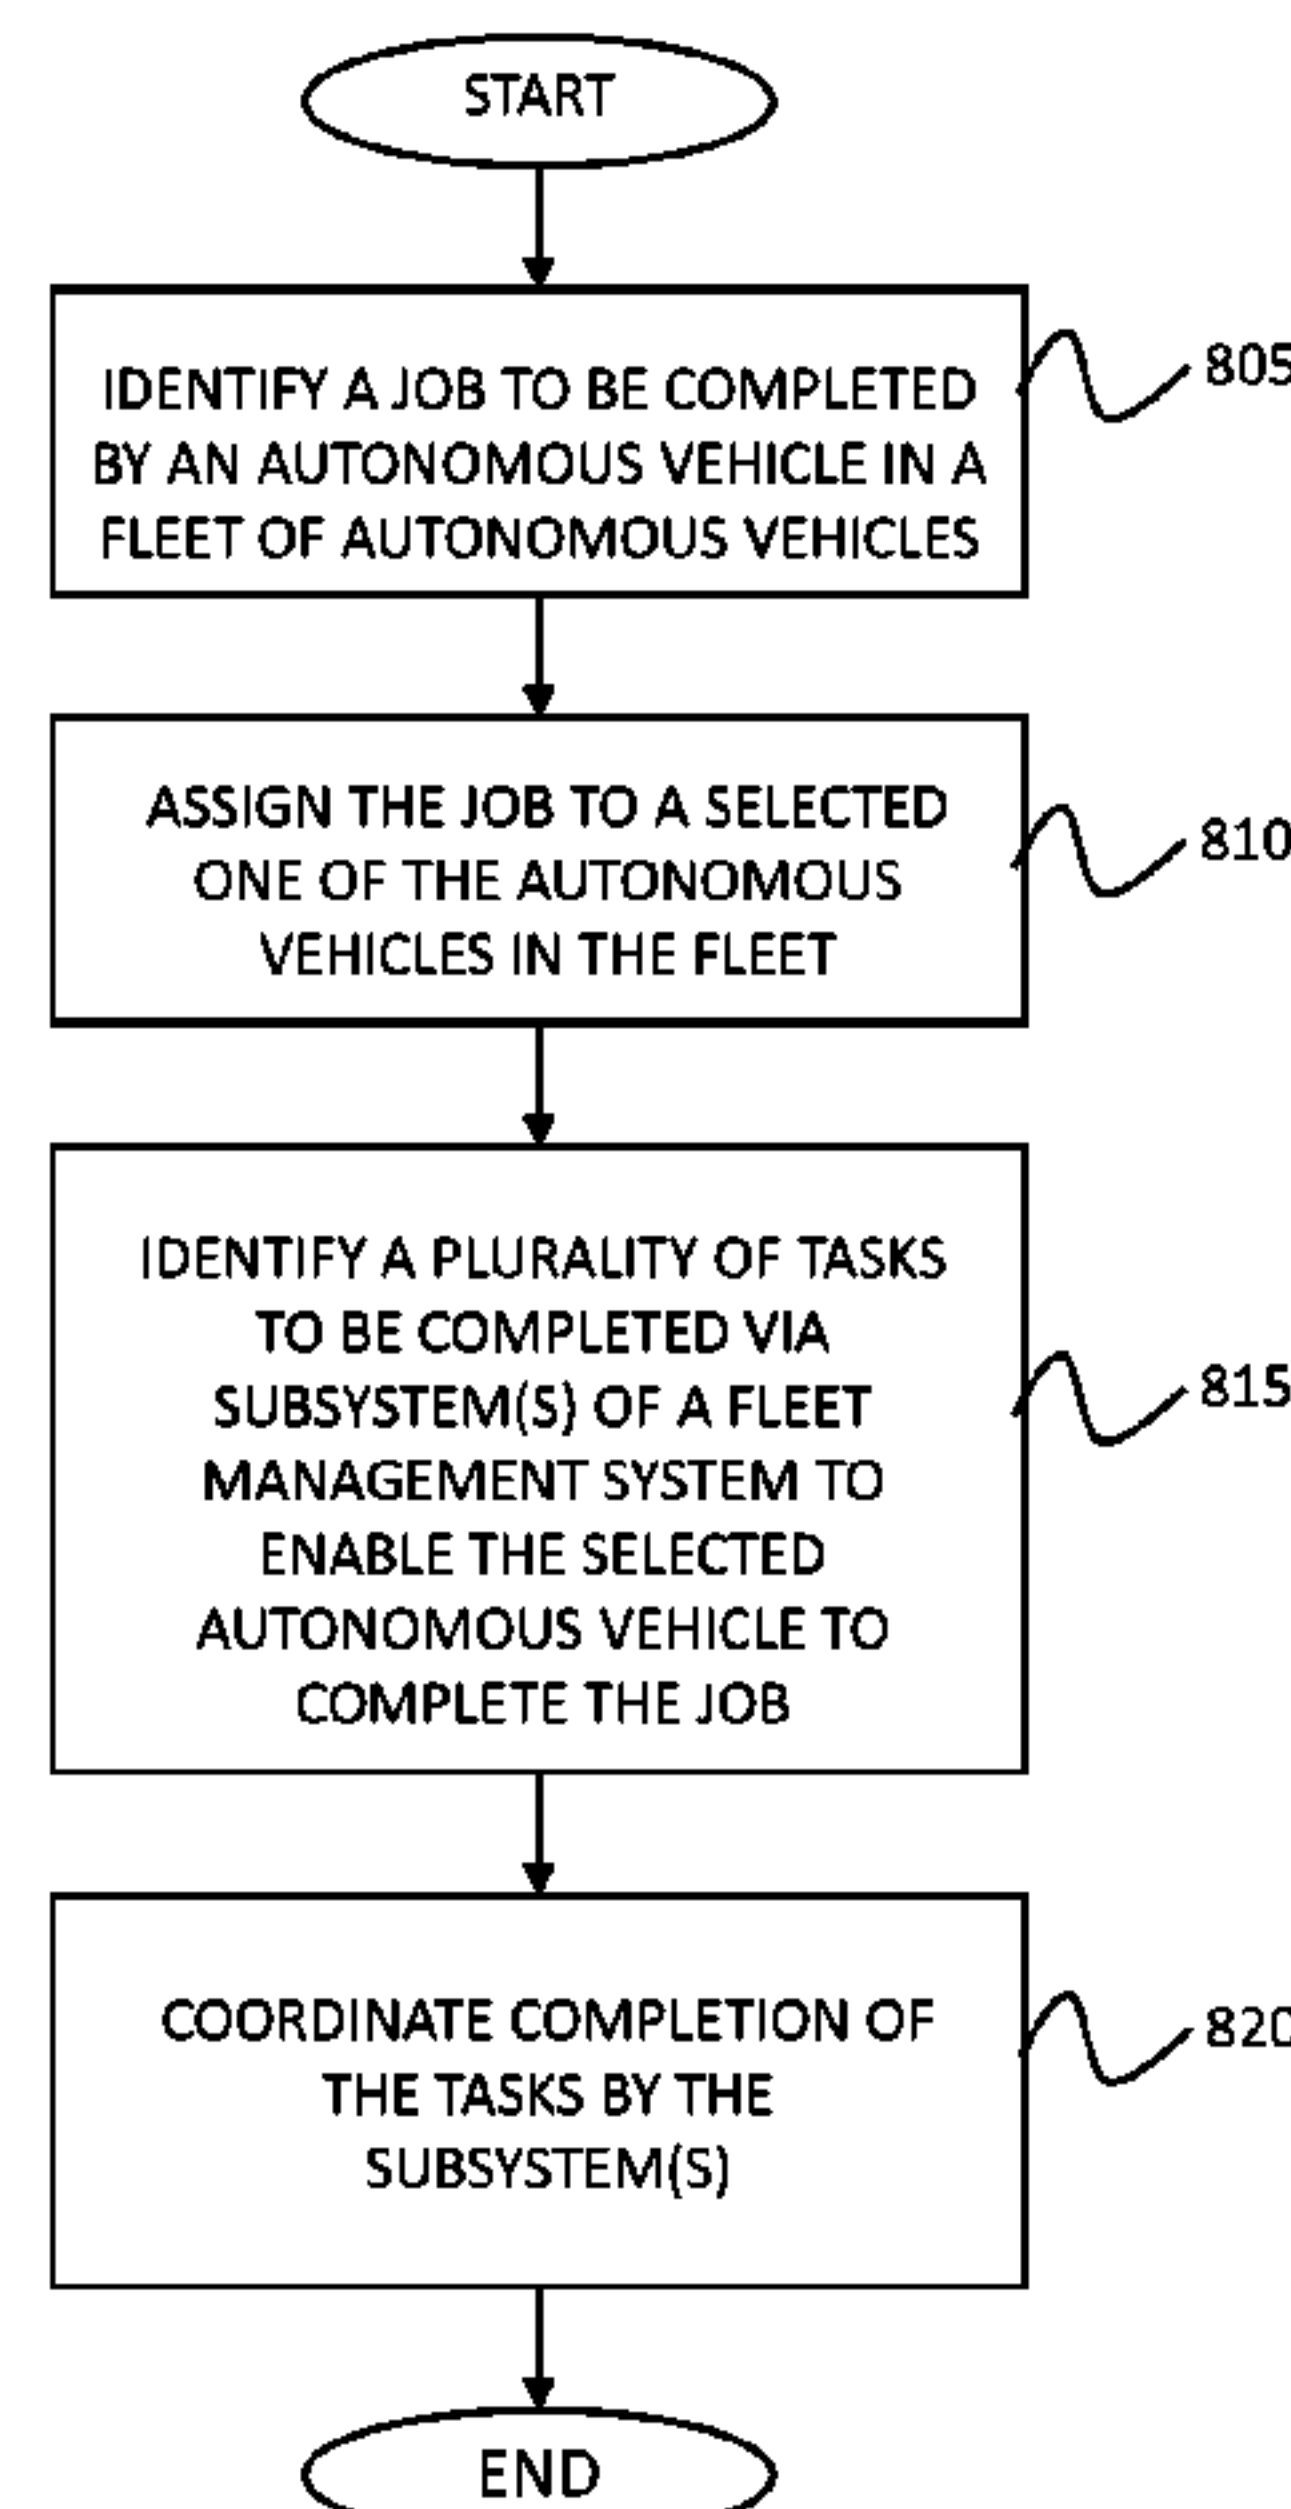 START
IDENTIFY A JOB TO BE COMPLETED
BY AN AUTONOMOUS VEHICLE IN A
FLEET OF AUTONOMOUS VEHICLES
805
ASSIGN THE JOB TO A SELECTED
ONE OF THE AUTONOMOUS
VEHICLES IN THE FLEET
810
IDENTIFY A PLURALITY OF TASKS
TO BE COMPLETED VIA
SUBSYSTEM(S) OF A FLEET
MANAGEMENT SYSTEM TO
ENABLE THE SELECTED
AUTONOMOUS VEHICLE TO
COMPLETE THE JOB
815
COORDINATE COMPLETION OF
THE TASKS BY THE
SUBSYSTEM(S)
820
END